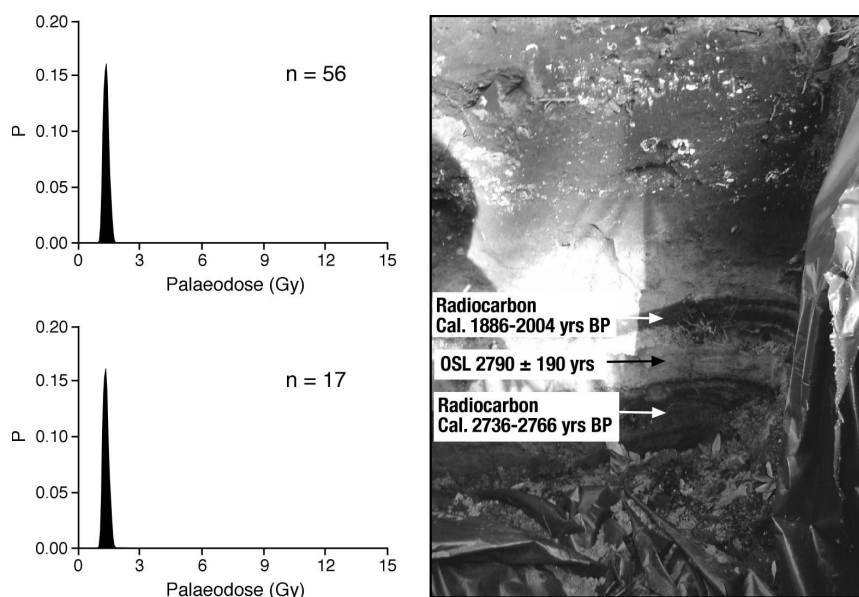 0.20
0.15
0.10
0.05
0.00
P
n = 56
0 3 6 9 12 15
Palaeodose (Gy)
0.20
0.15
0.10
0.05
0.00
P
n = 17
0 3 6 9 12 15
Palaeodose (Gy)
Radiocarbon
Cal. 1886-2004 yrs BP
OSL 2790 ± 190 yrs
Radiocarbon
Cal. 2736-2766 yrs BP